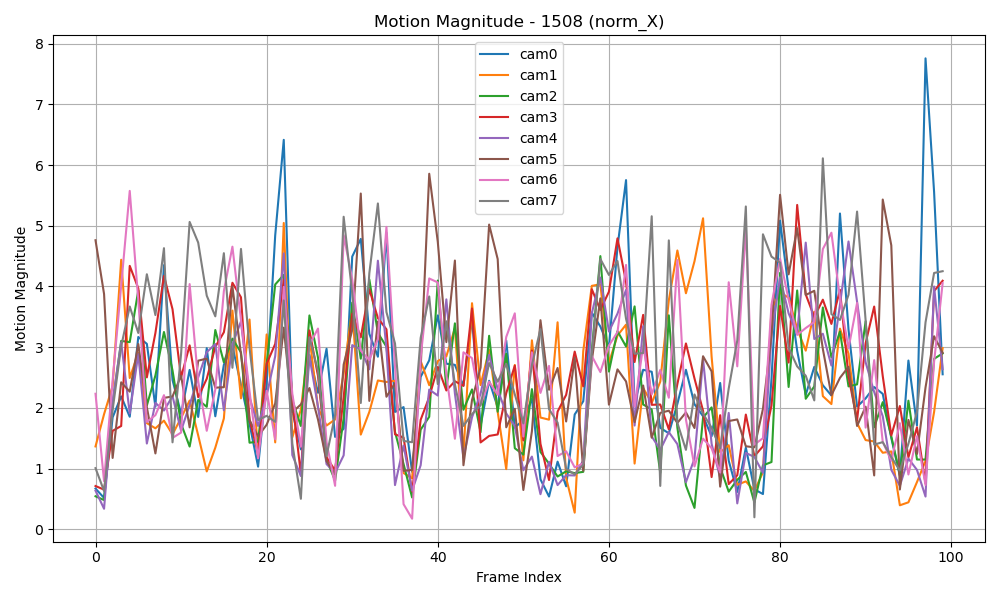 Motion Magnitude - 1508 (norm_X)
cam0
cam1
cam2
cam3
cam4
cam5
cam6
cam7
Motion Magnitude
8
7
6
5
4
3
2
1
0
0 20 40 60 80 100
Frame Index